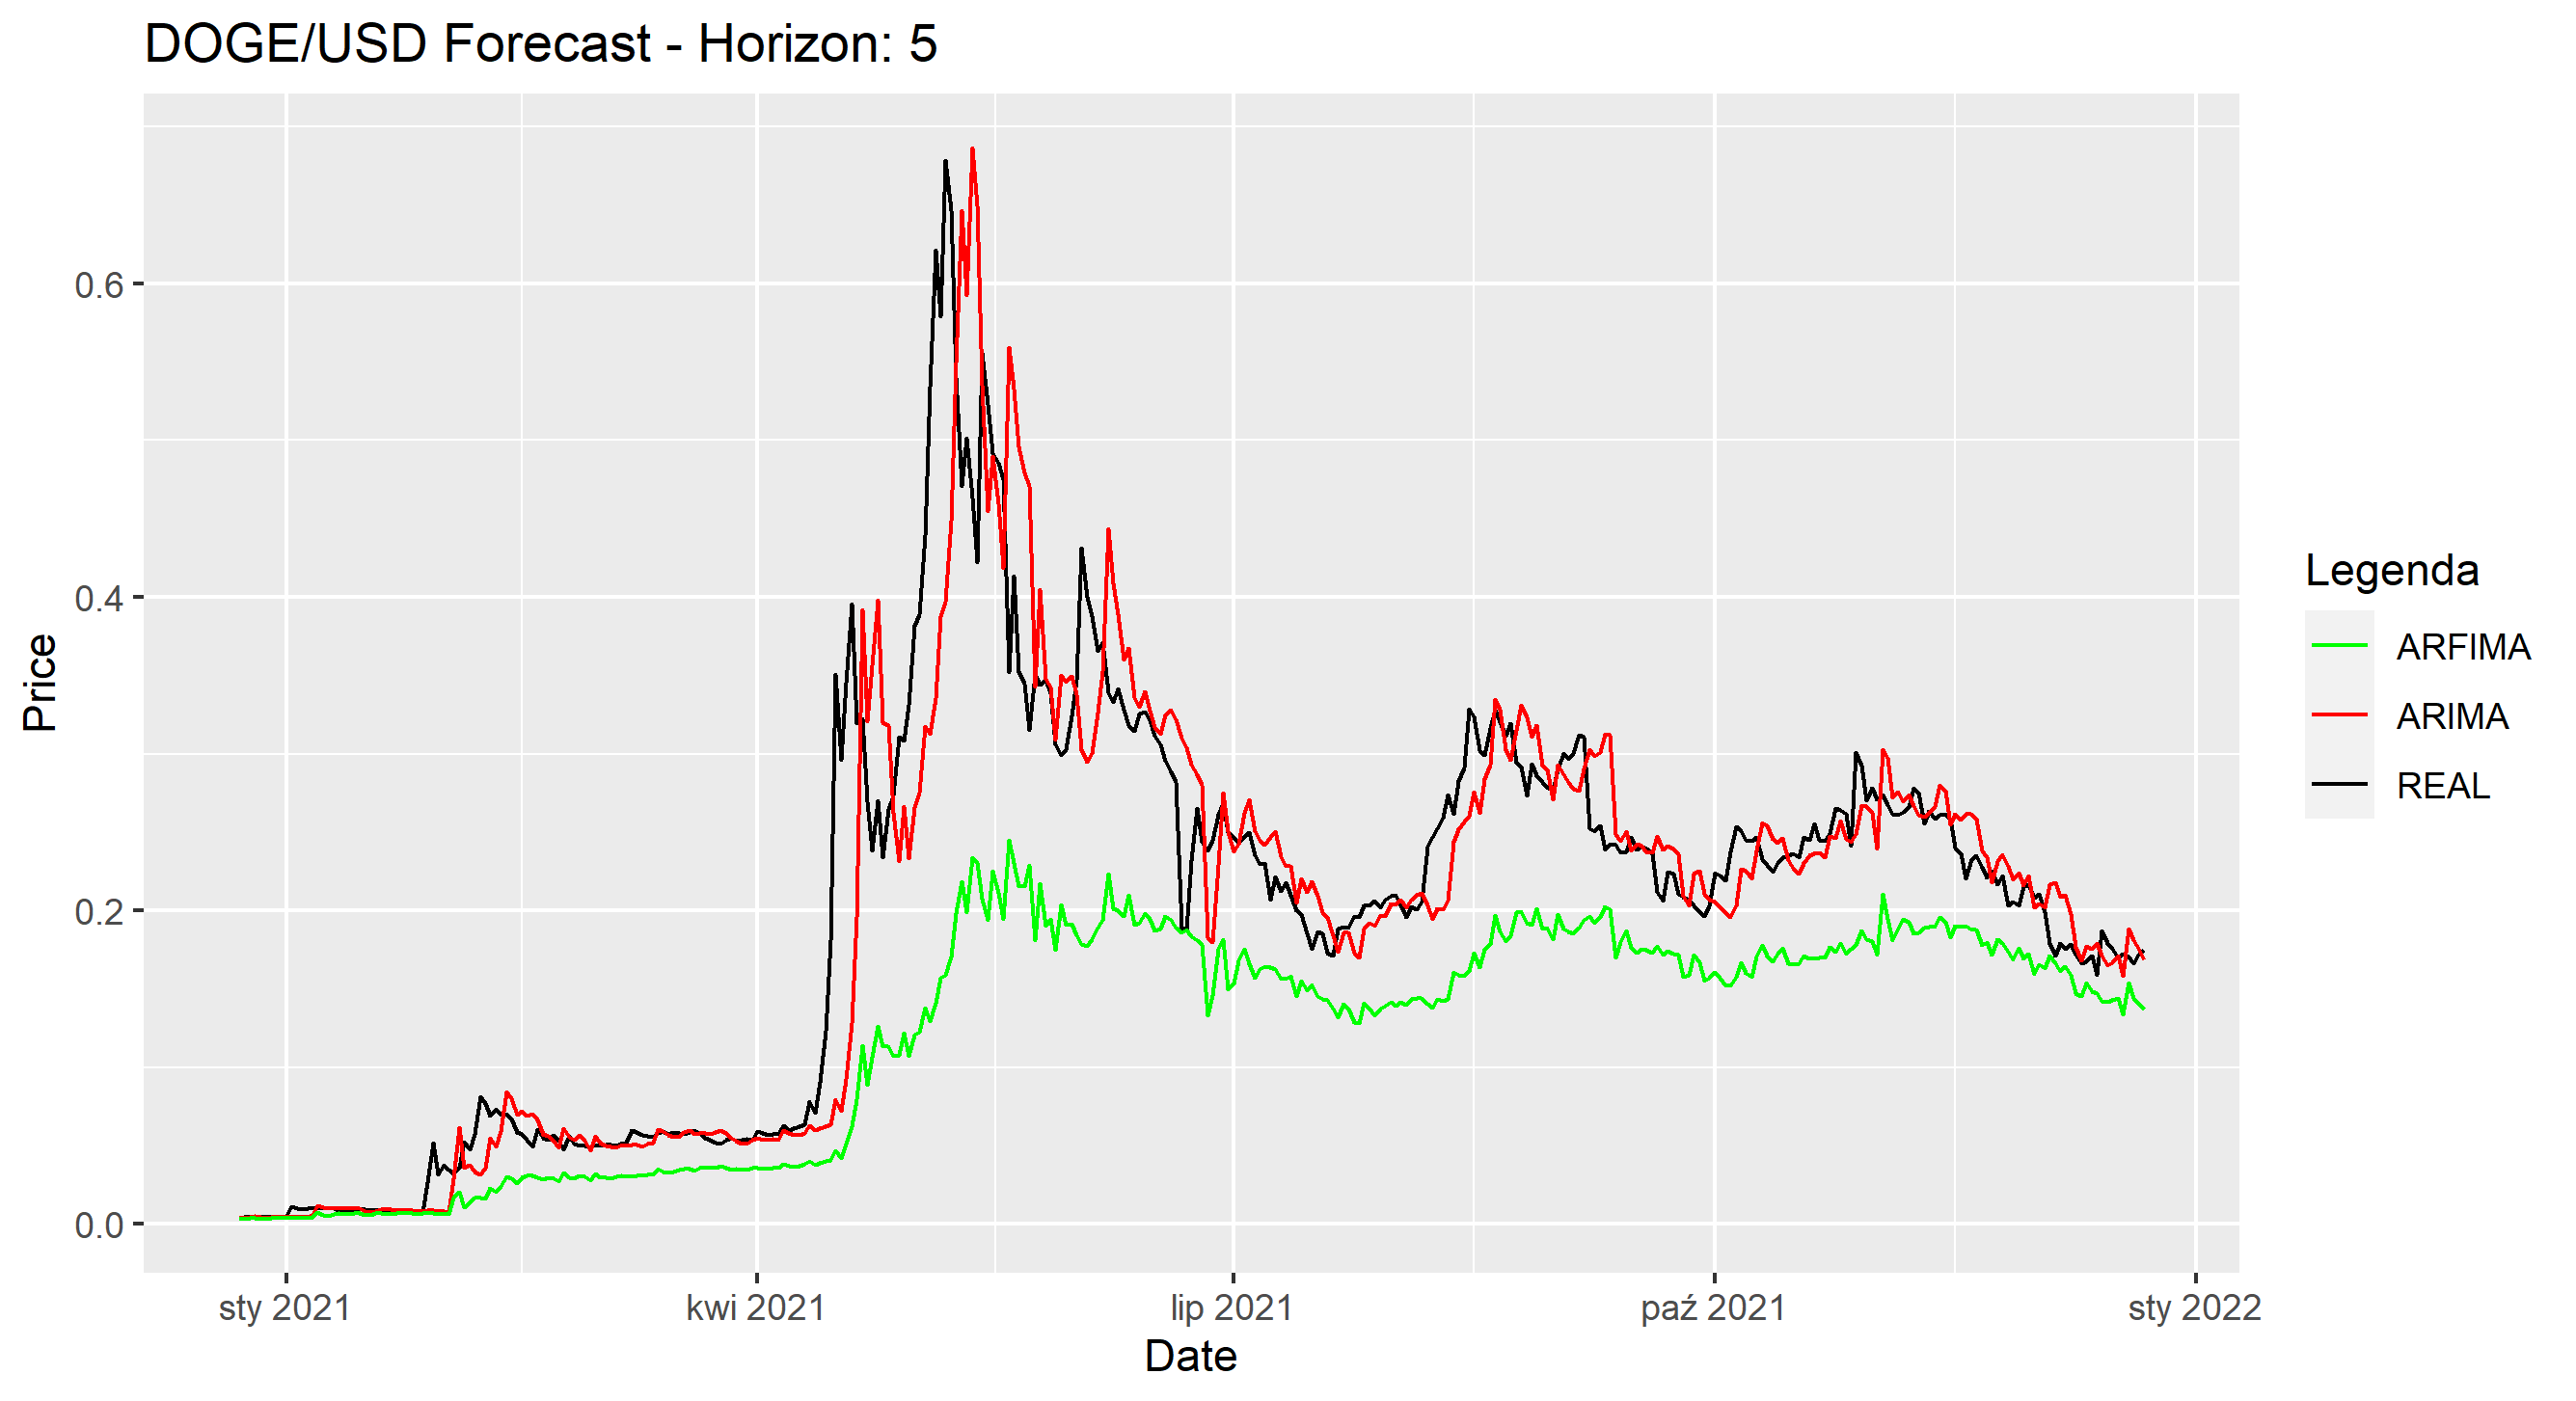 DOGE/USD Forecast - Horizon: 5
Price
0.6
0.4
0.2
0.0
sty 2021
kwi 2021
lip 2021
paź 2021
sty 2022
Date
Legenda
ARFIMA
ARIMA
REAL